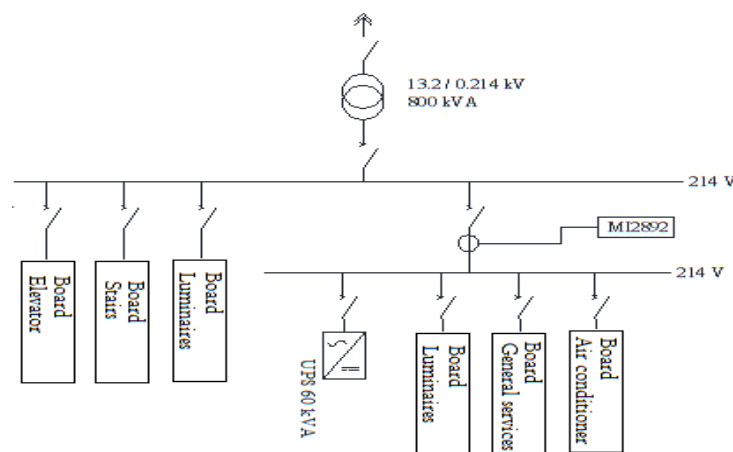 13.2 / 0.214 kV
800 kVA
214 V
MI2892
214 V
Board
Elevator
Board
Stairs
Board
Luminaires
UPS 60 kVA
Board
Luminaires
Board
General services
Board
Air conditioner